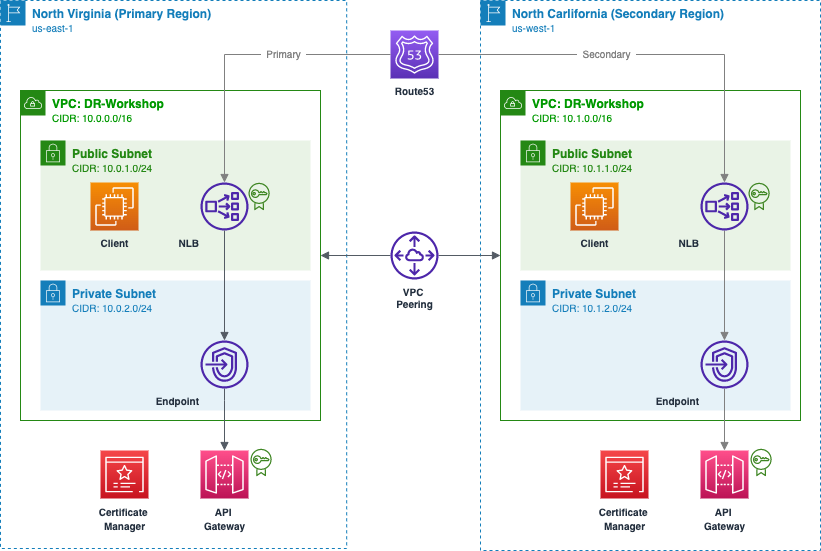 North Virginia (Primary Region)
us-east-1
North Carlifornia (Secondary Region)
us-west-1
Primary
53
Secondary
Route53
VPC: DR-Workshop
CIDR: 10.0.0.0/16
VPC: DR-Workshop
CIDR: 10.1.0.0/16
Public Subnet
CIDR: 10.0.1.0/24
Public Subnet
CIDR: 10.1.1.0/24
Client
NLB
Client
NLB
VPC
Peering
Private Subnet
CIDR: 10.0.2.0/24
Private Subnet
CIDR: 10.1.2.0/24
Endpoint
Endpoint
</>
</>
Certificate
Manager
API
Gateway
Certificate
Manager
API
Gateway